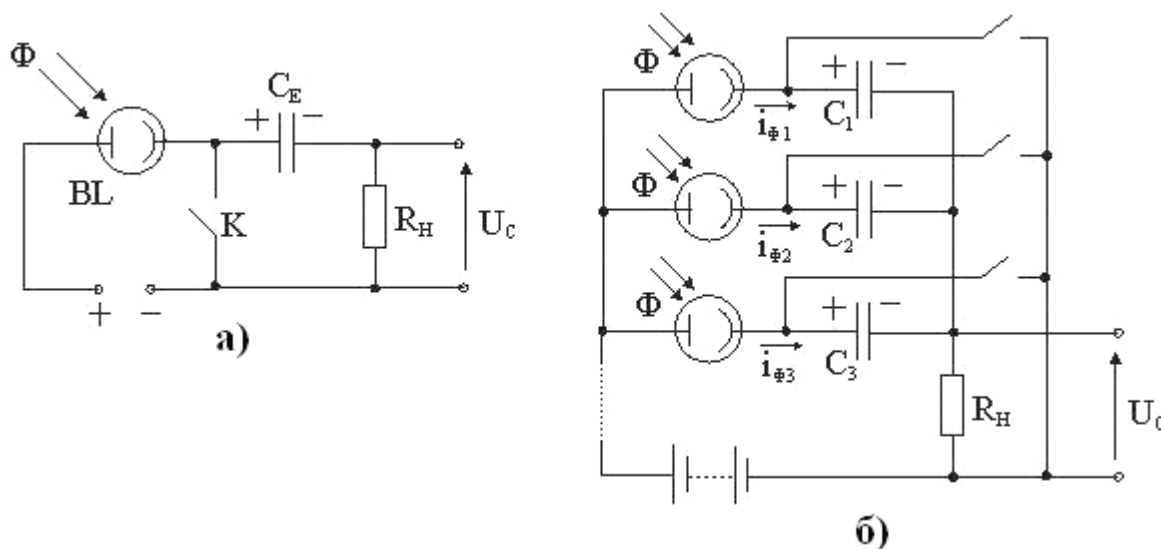 Φ
C_E
+ −
BL
K
R_H
U_c
+ −
а)
Φ
+ −
i_Φ1
C_1
Φ
+ −
i_Φ2
C_2
Φ
+ −
i_Φ3
C_3
R_H
U_c
б)